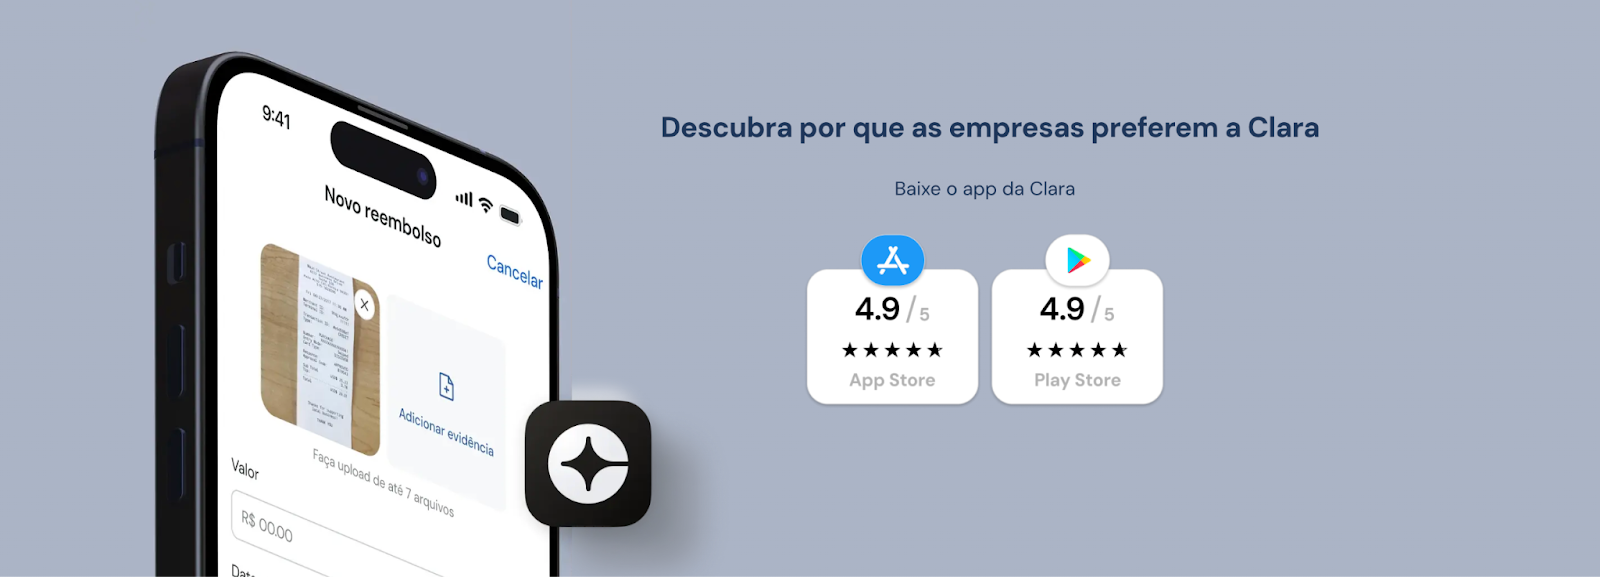 9:41
Novo reembolso
Cancelar
Adicionar evidência
Faça upload de até 7 arquivos
Valor
R$ 00.00
Descubra por que as empresas preferem a Clara
Baixe o app da Clara
4.9 / 5
App Store
4.9 / 5
Play Store